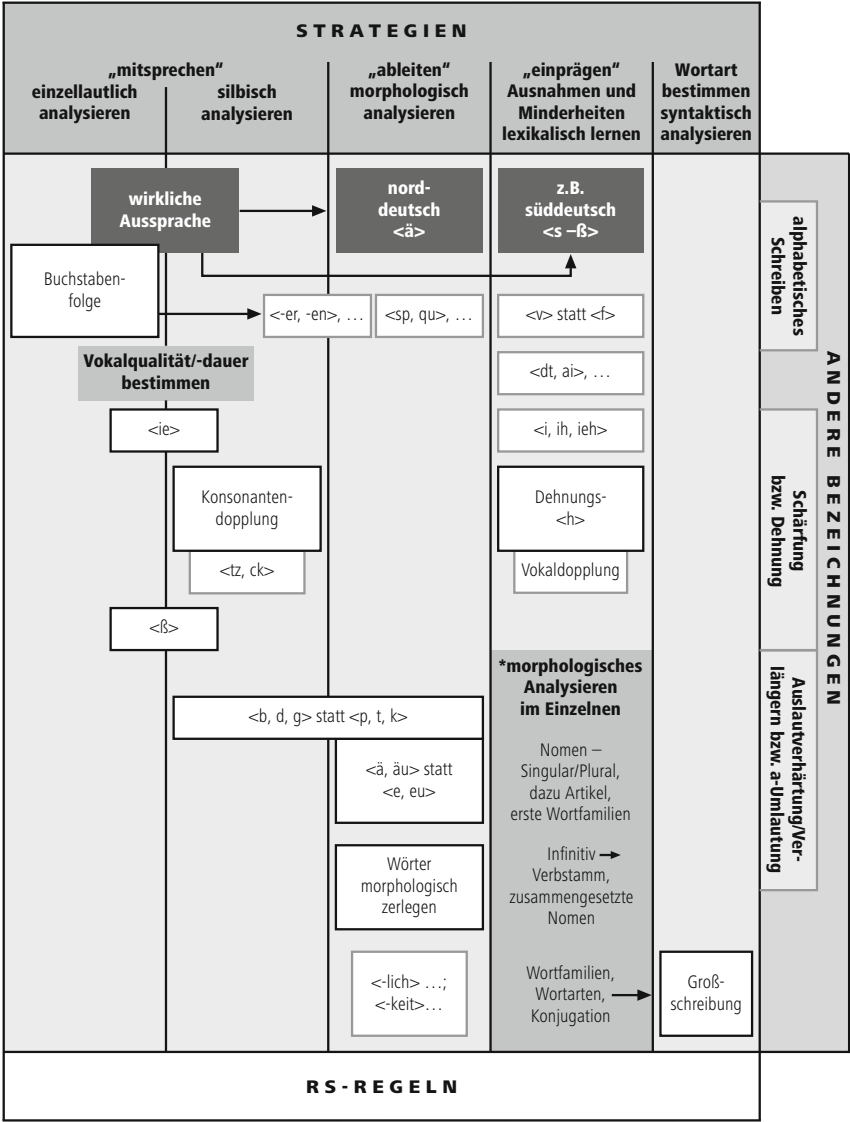 STRATEGIEN
„mitsprechen“
einzellautlich
analysieren
silbisch
analysieren
„ableiten“
morphologisch
analysieren
„einprägen“
Ausnahmen und
Minderheiten
lexikalisch lernen
Wortart
bestimmen
syntaktisch
analysieren
wirkliche
Aussprache
nord-
deutsch
<ä>
z.B.
süddeutsch
<s –ß>
Buchstaben-
folge
<-er, -en>, …
<sp, qu>, …
<v> statt <f>
Vokalqualität/-dauer
bestimmen
<dt, ai>, …
<ie>
<i, ih, ieh>
Konsonanten-
dopplung
<tz, ck>
Dehnungs-
<h>
Vokaldopplung
<ß>
*morphologisches
Analysieren
im Einzelnen
<b, d, g> statt <p, t, k>
<ä, äu> statt
<e, eu>
Nomen –
Singular/Plural,
dazu Artikel,
erste Wortfamilien
Wörter
morphologisch
zerlegen
Infinitiv →
Verbstamm,
zusammengesetzte
Nomen
<-lich> …;
<-keit>…
Wortfamilien,
Wortarten,
Konjugation
Groß-
schreibung
RS-REGELN
alphabetisches
Schreiben
Schärfung
bzw. Dehnung
Auslautverhärtung/Ver-
längern bzw. a-Umlautung
ANDERE BEZEICHNUNGEN